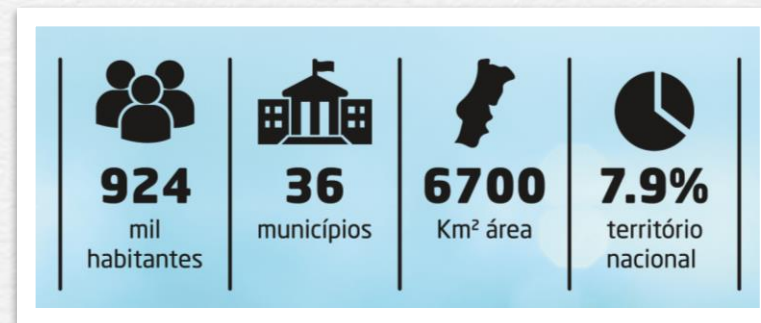 924
mil
habitantes
36
municípios
6700
Km² área
7.9%
território
nacional